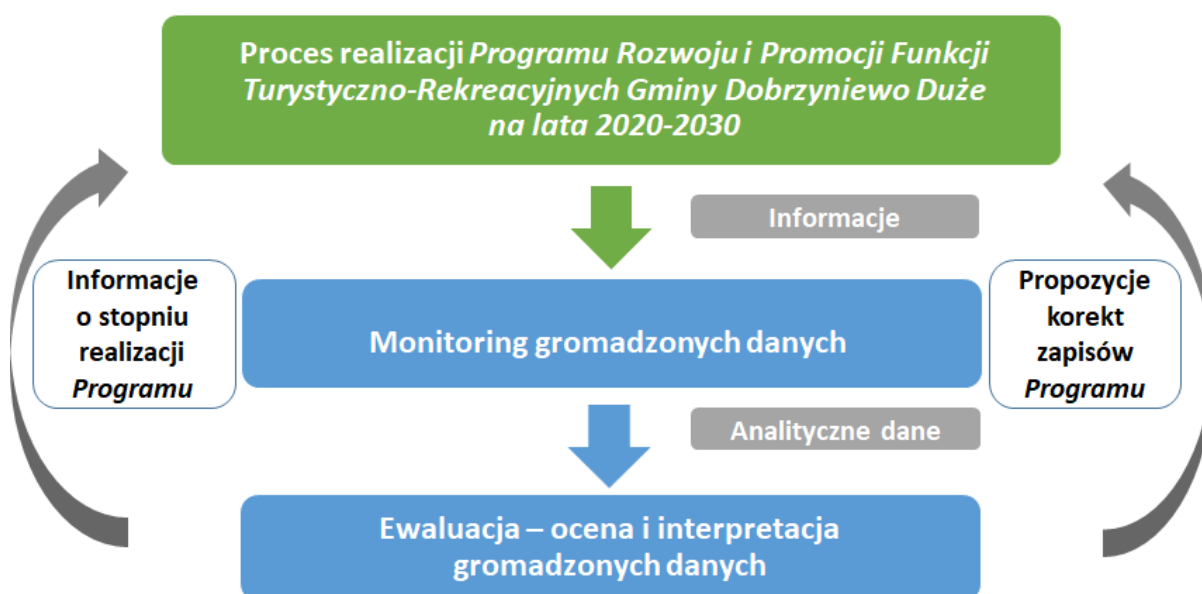 Proces realizacji Programu Rozwoju i Promocji Funkcji
Turystyczno-Rekreacyjnych Gminy Dobrzyniewo Duże
na lata 2020-2030
Informacje
Informacje
o stopniu
realizacji
Programu
Monitoring gromadzonych danych
Propozycje
korekt
zapisów
Programu
Analityczne dane
Ewaluacja – ocena i interpretacja
gromadzonych danych